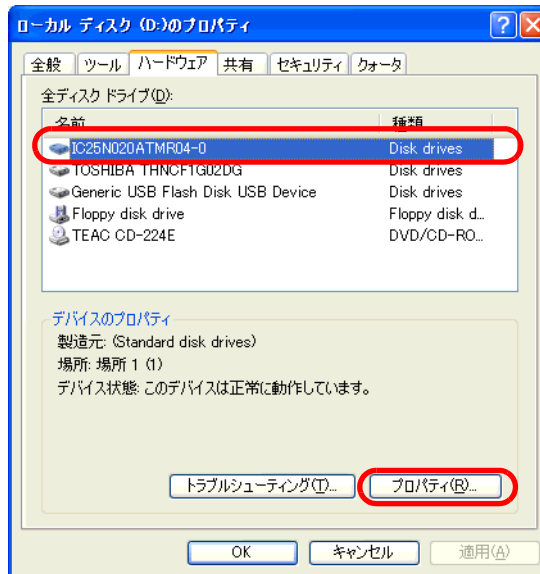 ローカル ディスク (D:)のプロパティ
全般 ツール ハードウェア 共有 セキュリティ クォータ
全ディスク ドライブ(D):
名前 種類
IC25N020ATMR04-0 Disk drives
TOSHIBA THNCF1G02DG Disk drives
Generic USB Flash Disk USB Device Disk drives
Floppy disk drive Floppy disk d...
TEAC CD-224E DVD/CD-RO...
デバイスのプロパティ
製造元: (Standard disk drives)
場所: 場所 1 (1)
デバイス状態: このデバイスは正常に動作しています。
トラブルシューティング(T)... プロパティ(R)...
OK キャンセル 適用(A)